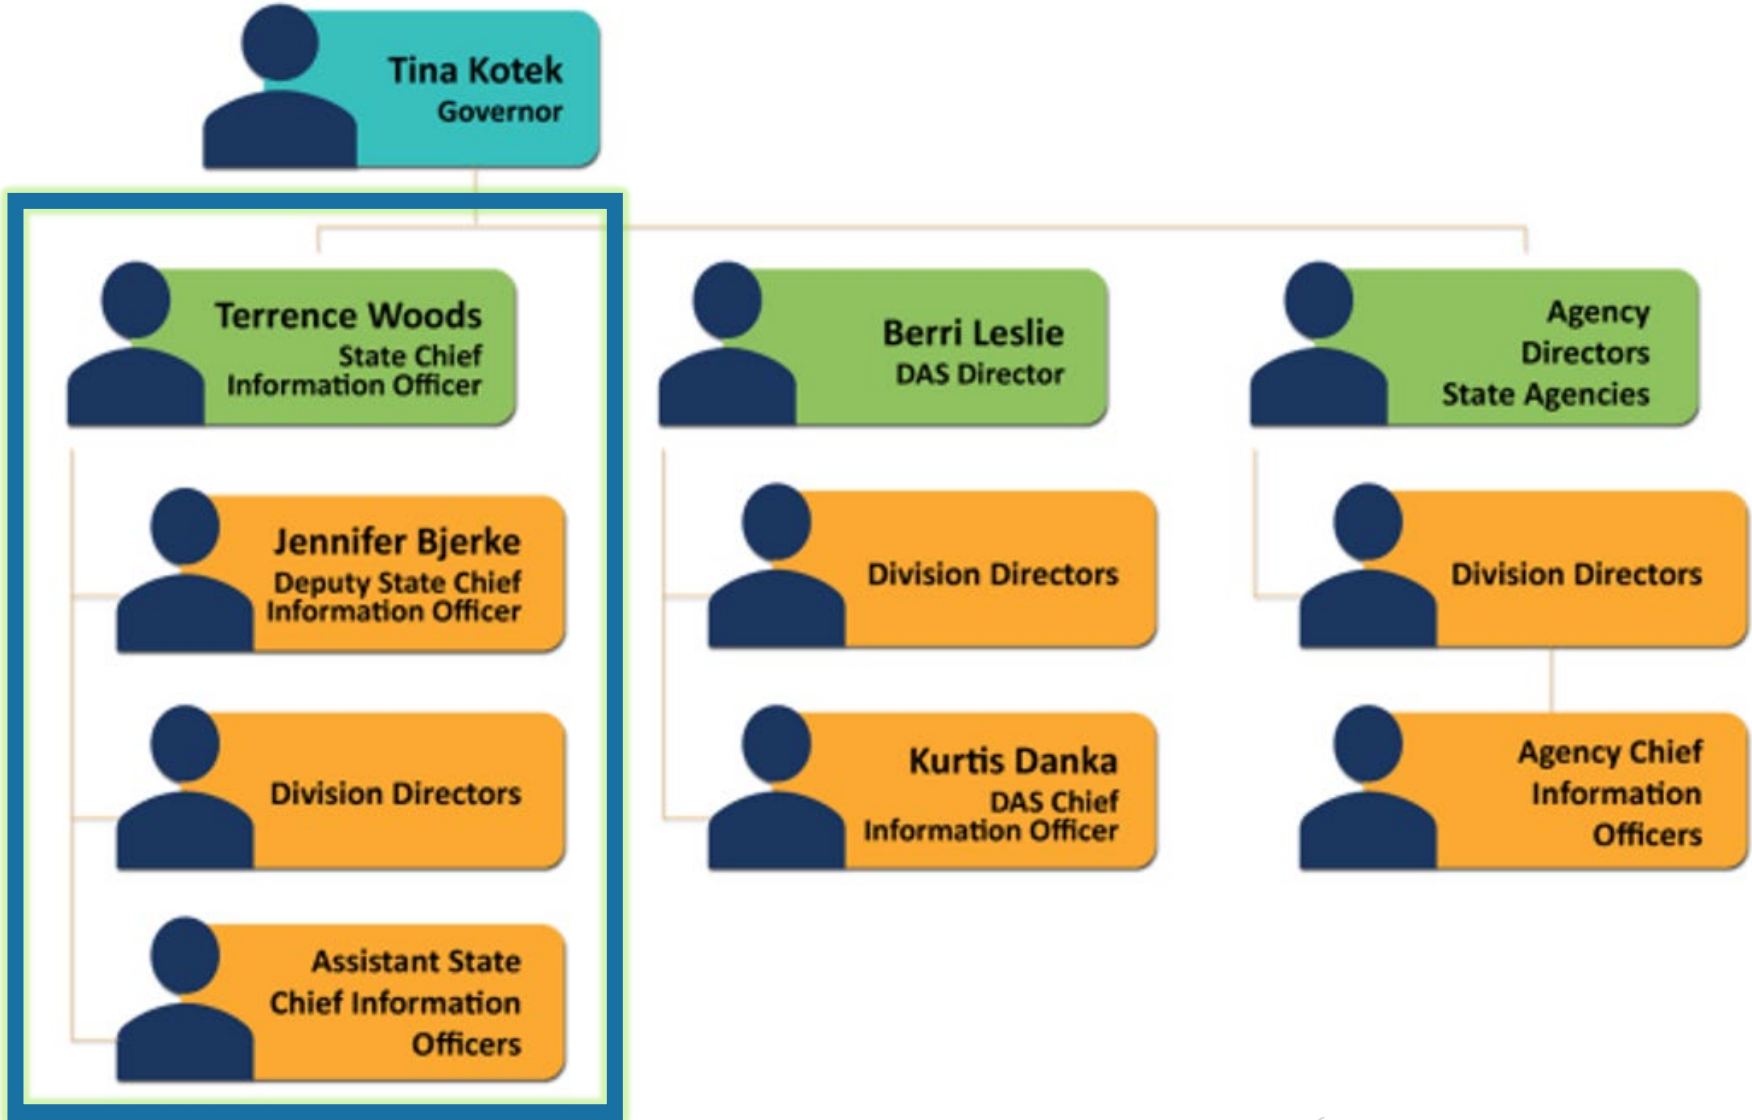 Tina Kotek
Governor
Terrence Woods
State Chief
Information Officer
Berri Leslie
DAS Director
Agency
Directors
State Agencies
Jennifer Bjerke
Deputy State Chief
Information Officer
Division Directors
Division Directors
Division Directors
Kurtis Danka
DAS Chief
Information Officer
Agency Chief
Information
Officers
Assistant State
Chief Information
Officers